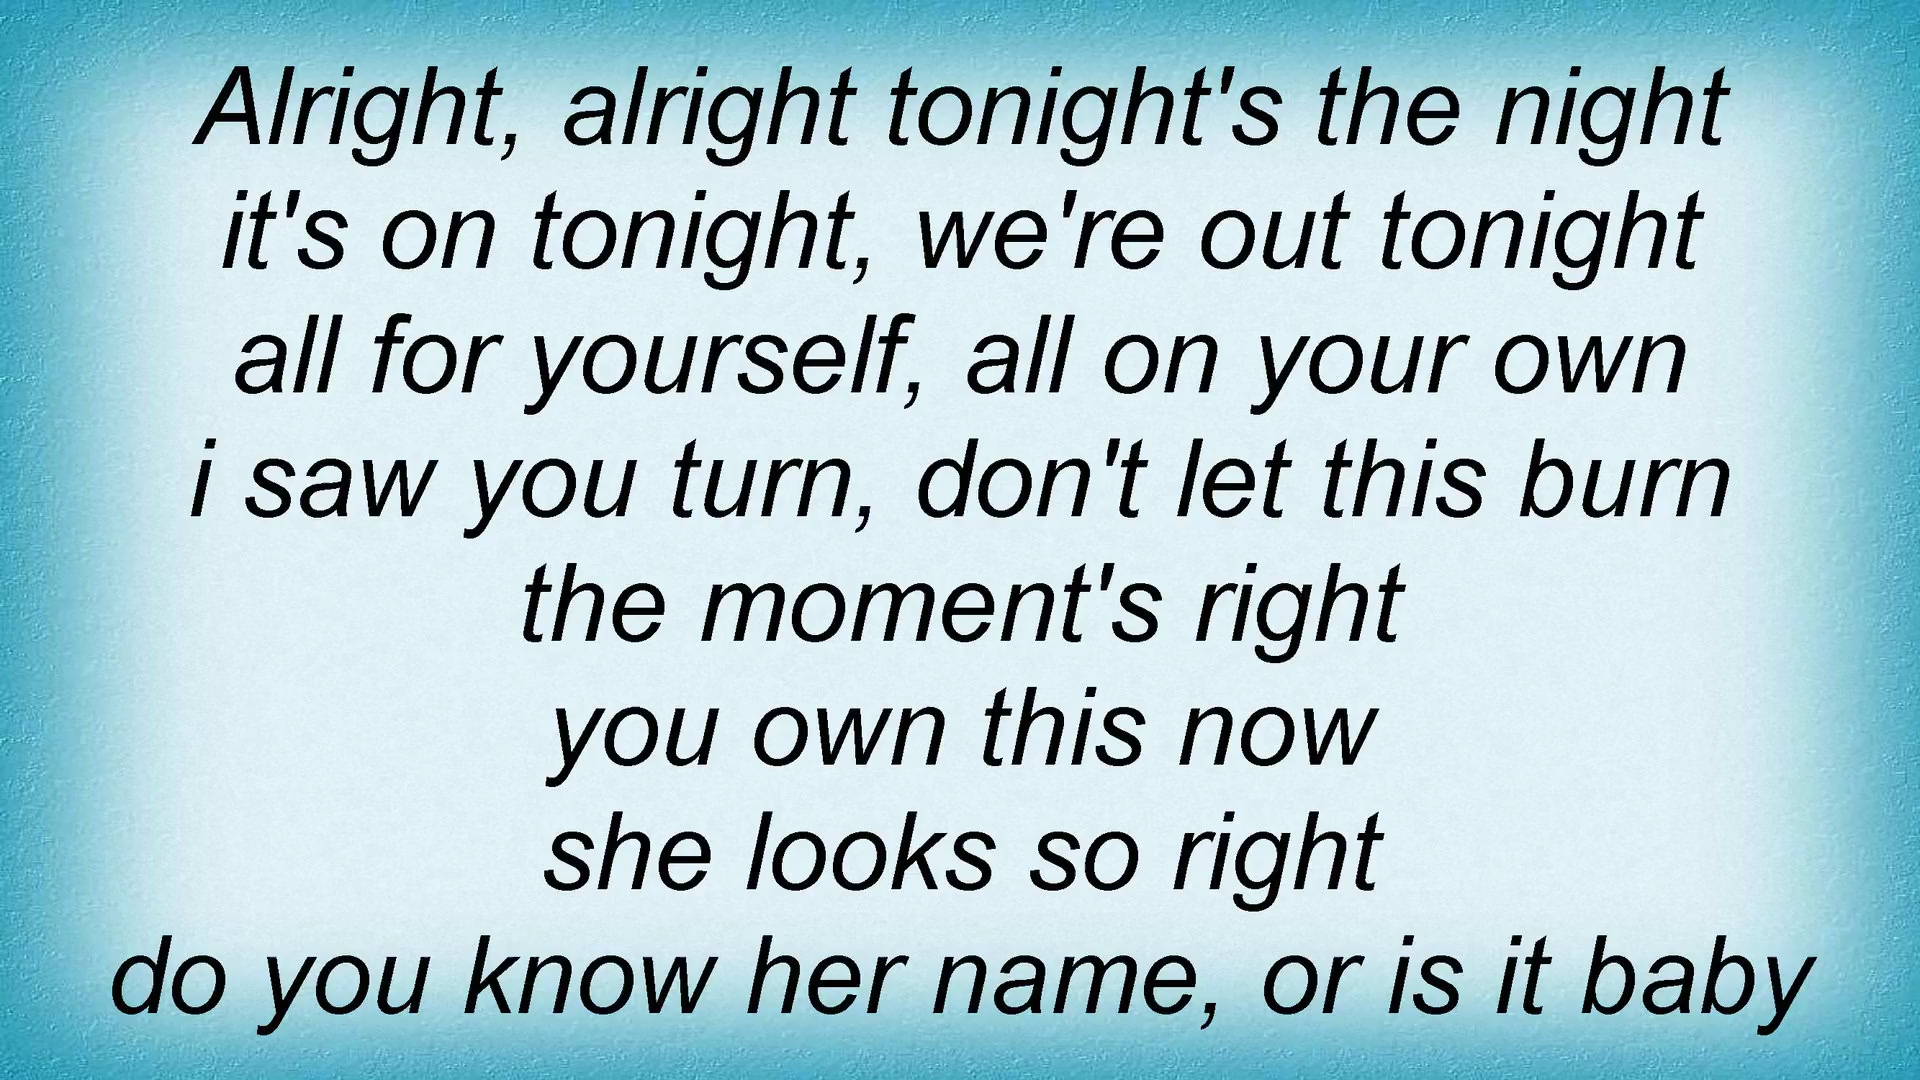 Alright, alright tonight's the night
it's on tonight, we're out tonight
all for yourself, all on your own
i saw you turn, don't let this burn
the moment's right
you own this now
she looks so right
do you know her name, or is it baby